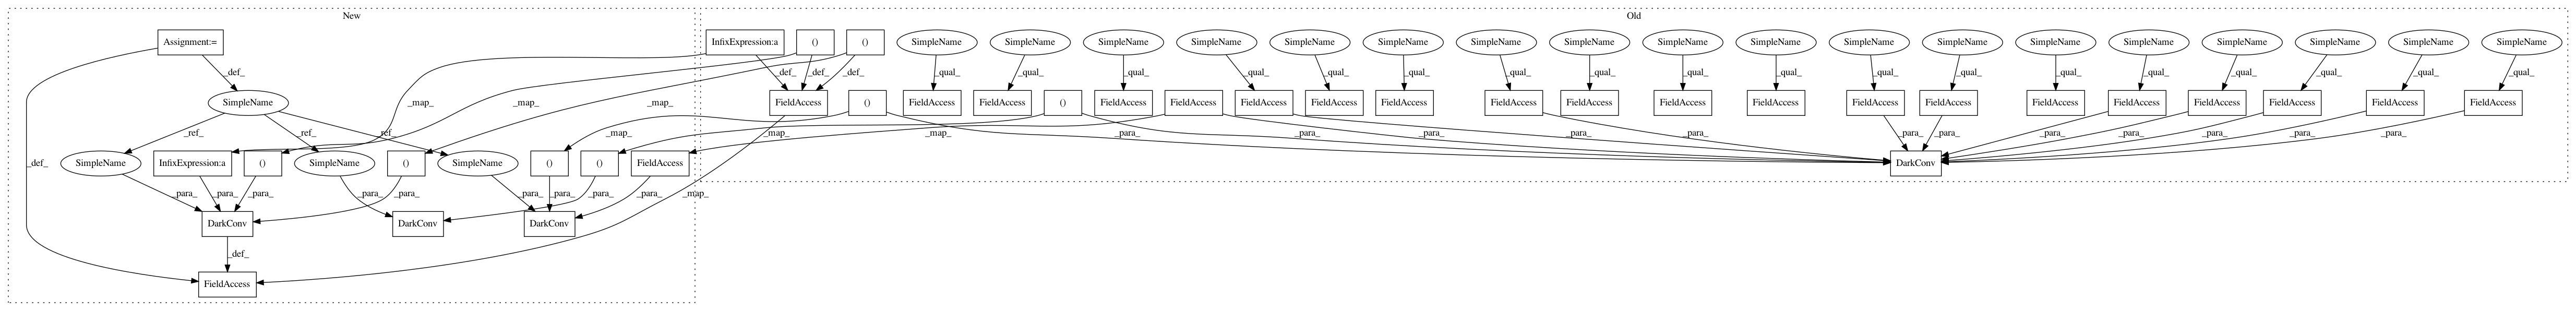 New Old
Assignment:= InfixExpression:a () () SimpleName SimpleName SimpleName SimpleName SimpleName SimpleName SimpleName SimpleName SimpleName SimpleName SimpleName SimpleName SimpleName SimpleName SimpleName SimpleName SimpleName SimpleName
_def_ _def_ _def_ _def_ _qual_ _qual_ _qual_ _qual_ _qual_ _qual_ _qual_ _qual_ _qual_ _qual_ _qual_ _qual_ _qual_ _qual_ _qual_ _qual_ _qual_ _qual_
SimpleName _map_ _map_ _map_ FieldAccess () FieldAccess FieldAccess () FieldAccess FieldAccess FieldAccess FieldAccess FieldAccess FieldAccess FieldAccess FieldAccess FieldAccess FieldAccess FieldAccess FieldAccess FieldAccess FieldAccess FieldAccess FieldAccess FieldAccess
_ref_ _ref_ _ref_ _map_ _map_ _map_ _para_ _para_ _para_ _para_ _para_ _para_ _para_ _para_ _para_ _para_ _para_
_def_ SimpleName InfixExpression:a () SimpleName () SimpleName () () FieldAccess DarkConv
_para_ _para_ _para_ _para_ _para_ _para_ _para_ _para_ _para_ _map_
DarkConv DarkConv DarkConv
_def_
FieldAccess